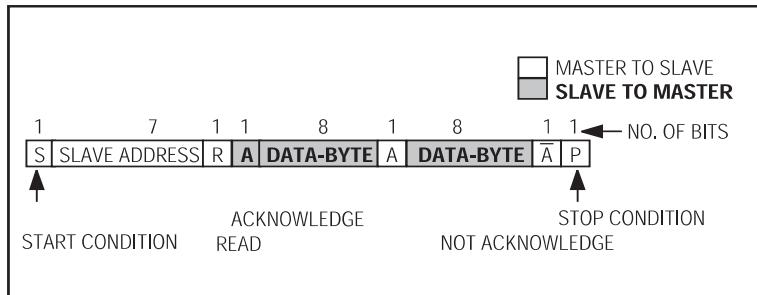 MASTER TO SLAVE
SLAVE TO MASTER
1 7 1 1 8 1 8 1 1 NO. OF BITS
S SLAVE ADDRESS R A DATA-BYTE A DATA-BYTE A̅ P
ACKNOWLEDGE STOP CONDITION
START CONDITION READ NOT ACKNOWLEDGE